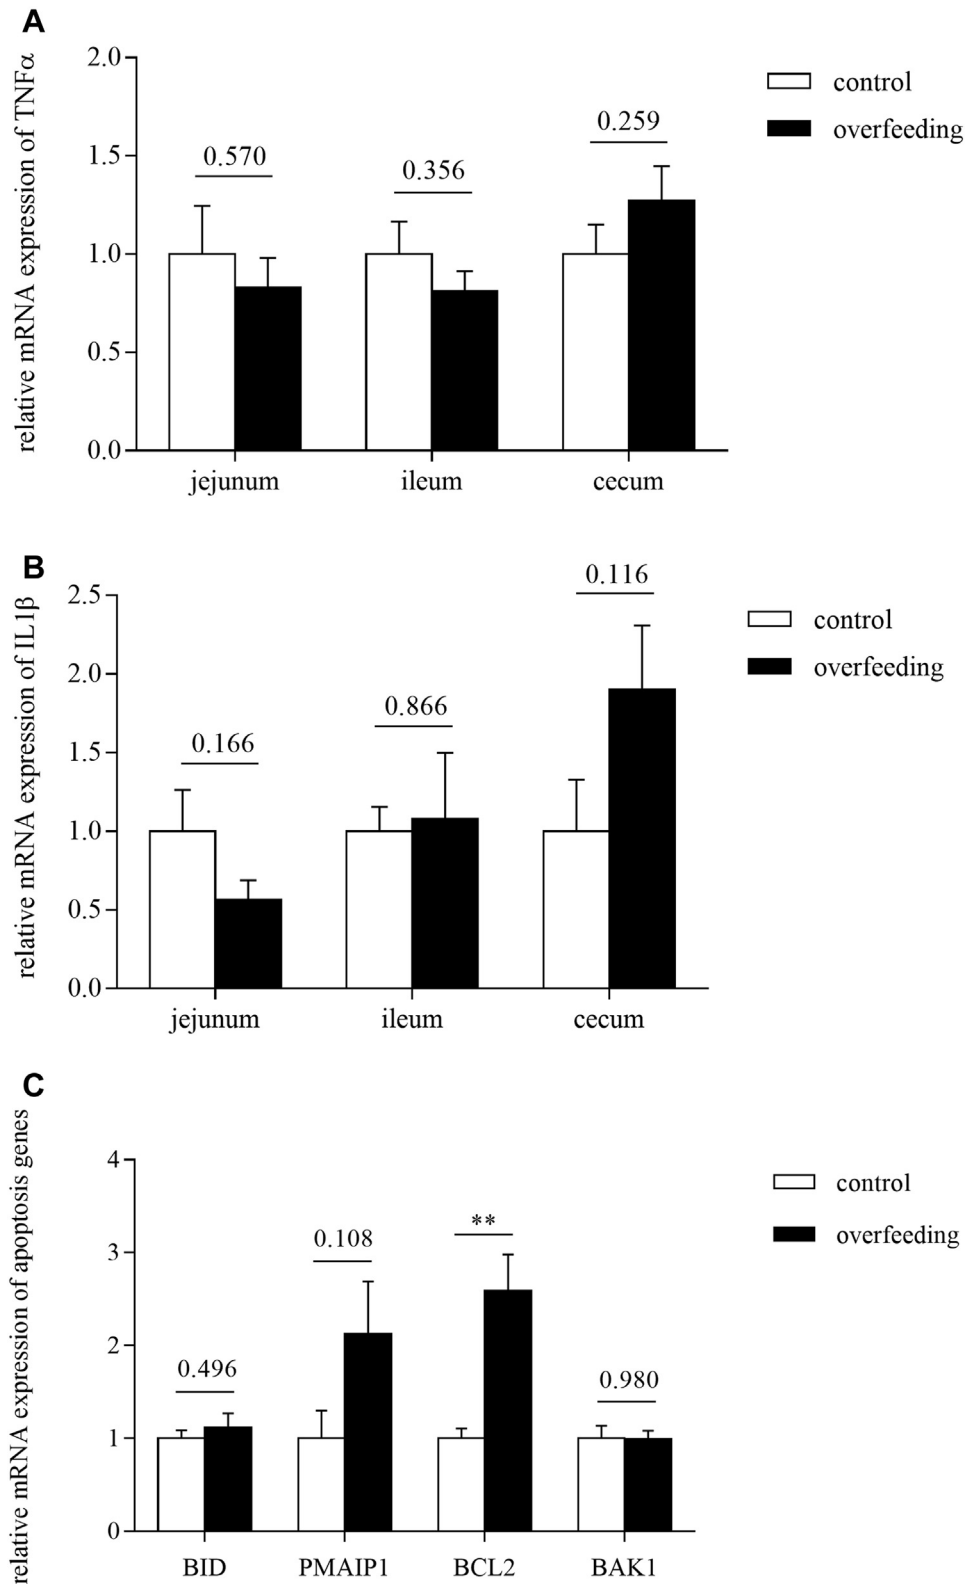 A
relative mRNA expression of TNFα
2.0
1.5
1.0
0.5
0.0
0.570
0.356
0.259
jejunum
ileum
cecum
control
overfeeding
B
relative mRNA expression of IL1β
2.5
2.0
1.5
1.0
0.5
0.0
0.166
0.866
0.116
jejunum
ileum
cecum
control
overfeeding
C
relative mRNA expression of apoptosis genes
4
3
2
1
0
0.496
0.108
**
0.980
BID
PMAIP1
BCL2
BAK1
control
overfeeding